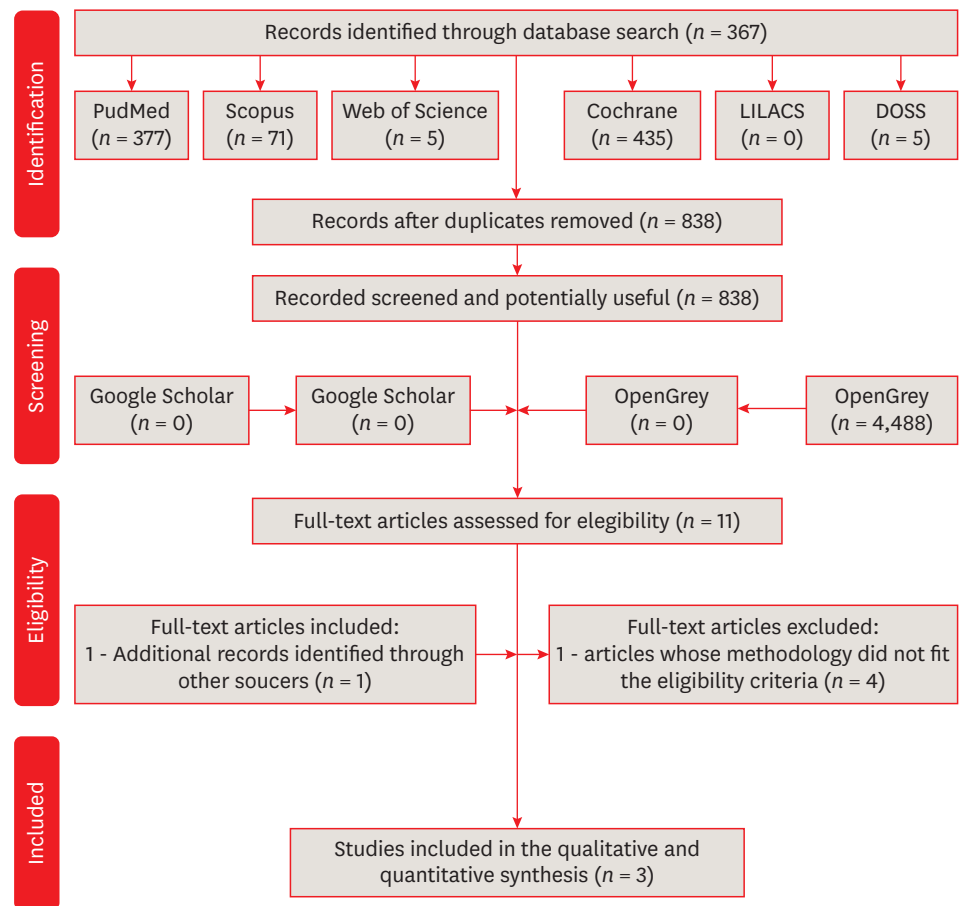 Identification
Records identified through database search (n = 367)
PudMed
(n = 377)
Scopus
(n = 71)
Web of Science
(n = 5)
Cochrane
(n = 435)
LILACS
(n = 0)
DOSS
(n = 5)
Records after duplicates removed (n = 838)
Screening
Recorded screened and potentially useful (n = 838)
Google Scholar
(n = 0)
Google Scholar
(n = 0)
OpenGrey
(n = 0)
OpenGrey
(n = 4,488)
Eligibility
Full-text articles assessed for elegibility (n = 11)
Full-text articles included:
1 - Additional records identified through
other soucers (n = 1)
Full-text articles excluded:
1 - articles whose methodology did not fit
the eligibility criteria (n = 4)
Included
Studies included in the qualitative and
quantitative synthesis (n = 3)